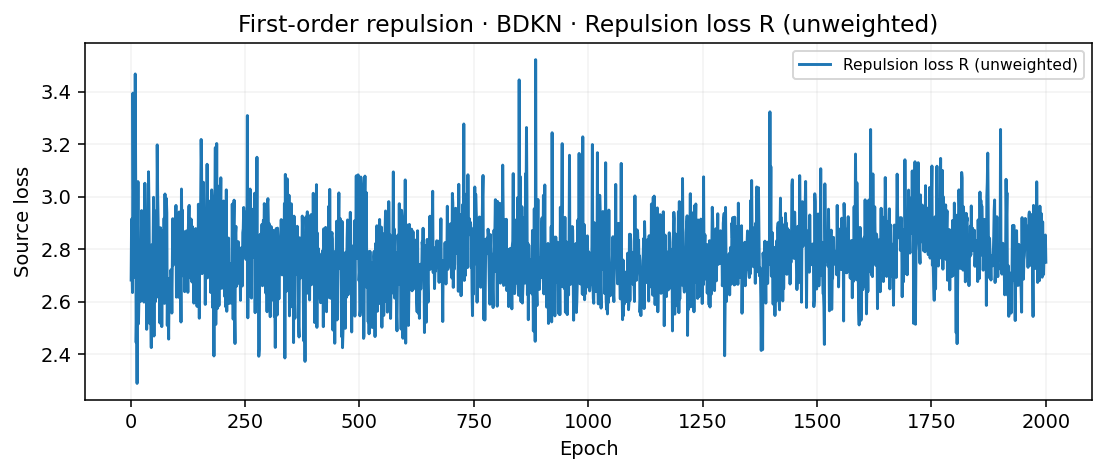 First-order repulsion · BDKN · Repulsion loss R (unweighted)
Repulsion loss R (unweighted)
Source loss
3.4
3.2
3.0
2.8
2.6
2.4
0 250 500 750 1000 1250 1500 1750 2000
Epoch